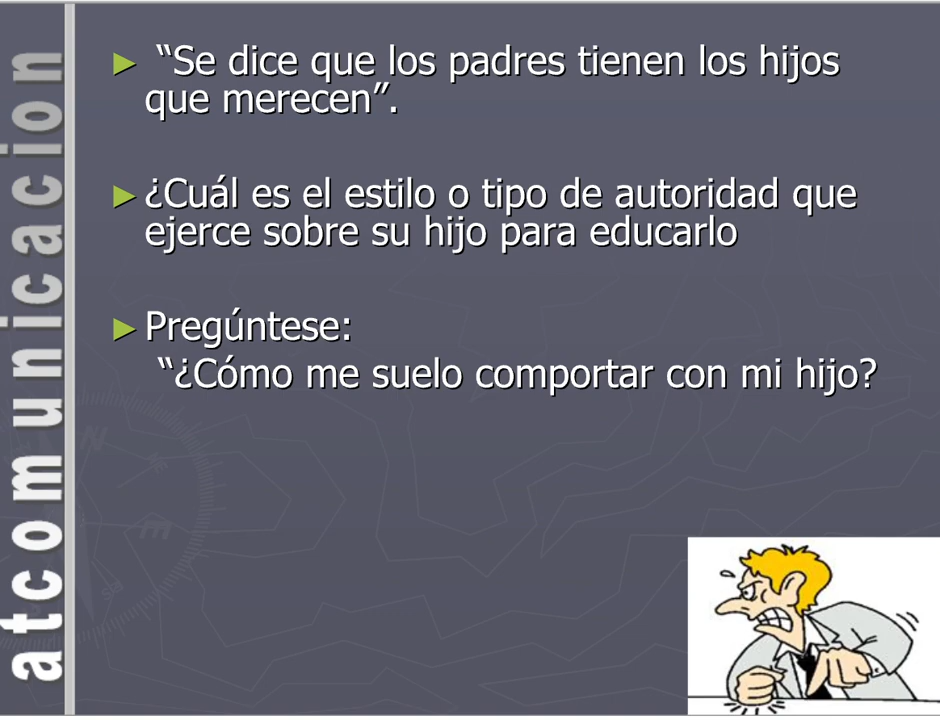 ► “Se dice que los padres tienen los hijos
que merecen”.
► ¿Cuál es el estilo o tipo de autoridad que
ejerce sobre su hijo para educarlo
► Pregúntese:
“¿Cómo me suelo comportar con mi hijo?
atcomunicacion
N
E